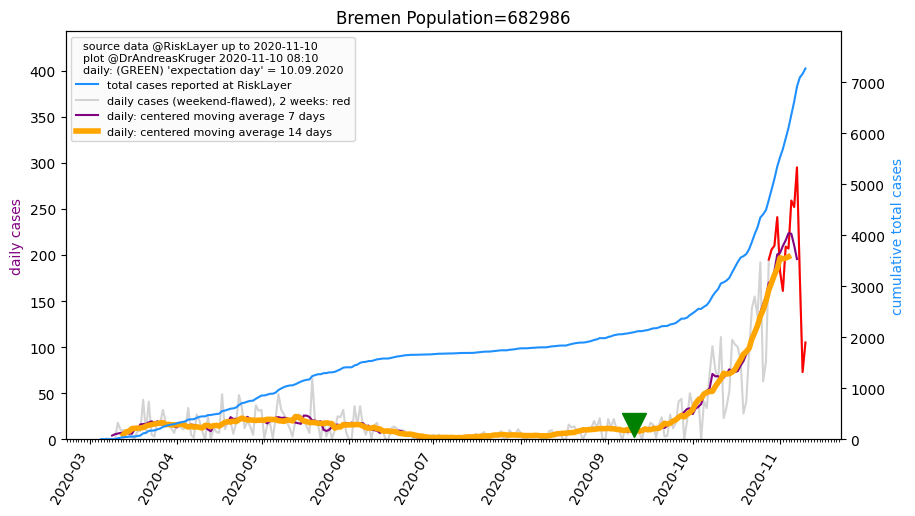 Bremen Population=682986
source data @RiskLayer up to 2020-11-10
plot @DrAndreasKruger 2020-11-10 08:10
daily: (GREEN) 'expectation day' = 10.09.2020
total cases reported at RiskLayer
daily cases (weekend-flawed), 2 weeks: red
daily: centered moving average 7 days
daily: centered moving average 14 days
daily cases
400
350
300
250
200
150
100
50
0
cumulative total cases
7000
6000
5000
4000
3000
2000
1000
0
2020-03
2020-04
2020-05
2020-06
2020-07
2020-08
2020-09
2020-10
2020-11